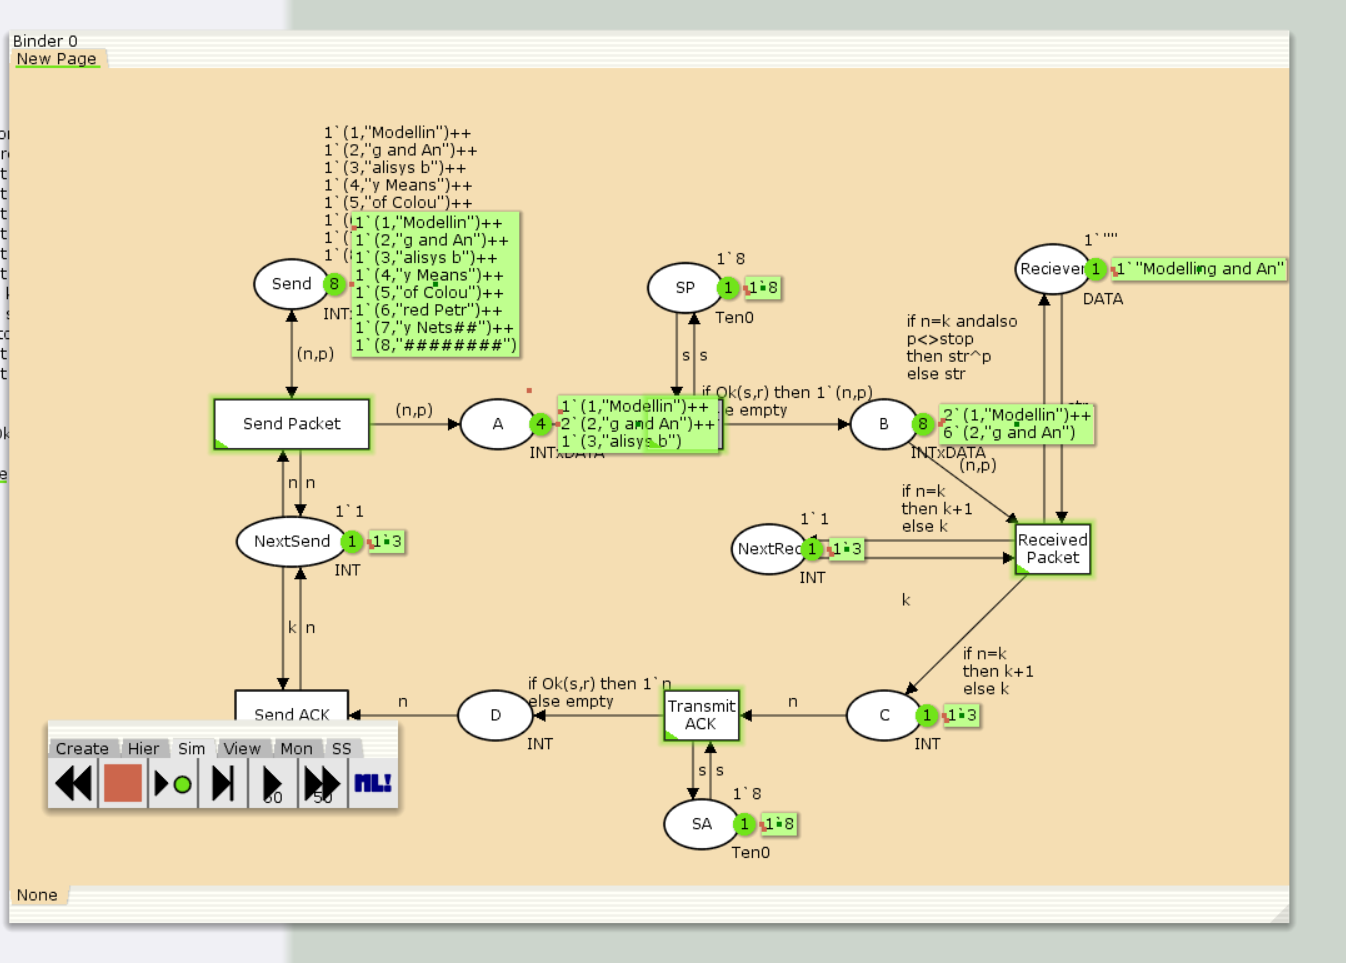 Binder 0
New Page
1`(1,"Modellin")++
1`(2,"g and An")++
1`(3,"alisys b")++
1`(4,"y Means")++
1`(5,"of Colou")++
1`(
1`(
1`(
1`(1,"Modellin")++
1`(2,"g and An")++
1`(3,"alisys b")++
1`(4,"y Means")++
1`(5,"of Colou")++
1`(6,"red Petr")++
1`(7,"y Nets##")++
1`(8,"########")
Send
8
(n,p)
1`8
SP
1
1`8
Ten0
s
s
1`""
Reciever
1
1`"Modelling and An"
DATA
if n=k andalso
p<>stop
then str^p
else str
Send Packet
(n,p)
A
4
1`(1,"Modellin")++
2`(2,"g and An")++
1`(3,"alisys b")
INTxDATA
if Ok(s,r) then 1`(n,p)
empty
B
8
2`(1,"Modellin")++
6`(2,"g and An")
INTxDATA
(n,p)
n
n
1`1
NextSend
1
1`3
INT
if n=k
then k+1
else k
1`1
NextRec
1
1`3
INT
Received
Packet
k
k
n
if n=k
then k+1
else k
Send ACK
n
D
INT
if Ok(s,r) then 1`n
else empty
Transmit
ACK
n
C
1
1`3
INT
s
s
1`8
SA
1
1`8
Ten0
Create
Hier
Sim
View
Mon
SS
50
ML!
None